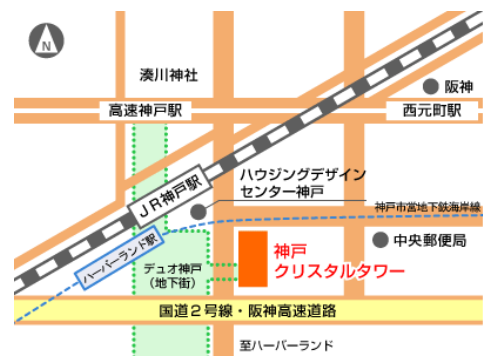 N
湊川神社
阪神
高速神戸駅
西元町駅
ハウジングデザイン
センター神戸
JR神戸駅
神戸市営地下鉄海岸線
ハーバーランド駅
中央郵便局
デュオ神戸
(地下街)
神戸
クリスタルタワー
国道2号線・阪神高速道路
至ハーバーランド